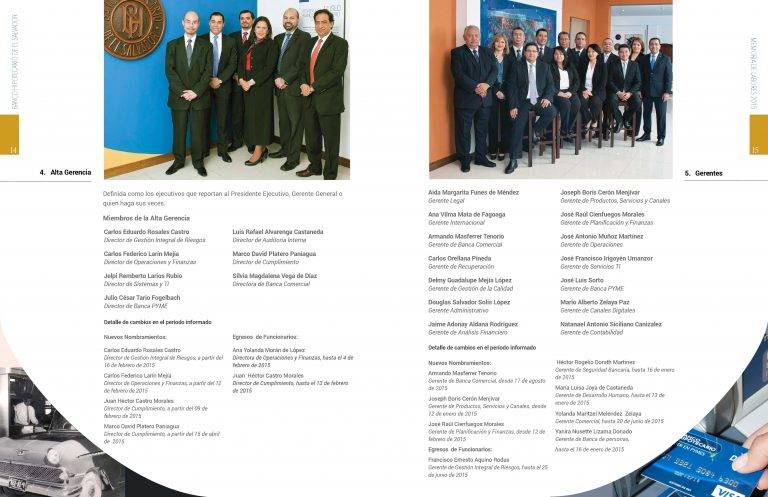 BANCO HIPOTECARIO DE EL SALVADOR
14
4. Alta Gerencia
Definida como los ejecutivos que reportan al Presidente Ejecutivo, Gerente General o
quien haga sus veces.
Miembros de la Alta Gerencia
Carlos Eduardo Rosales Castro
Director de Gestión Integral de Riesgos
Carlos Federico Larín Mejía
Director de Operaciones y Finanzas
Jelpi Remberto Larios Rubio
Director de Sistemas y TI
Julio César Tario Fogelbach
Director de Banca PYME
Luis Rafael Alvarenga Castaneda
Director de Auditoria Interna
Marco David Platero Paniagua
Director de Cumplimiento
Silvia Magdalena Vega de Díaz
Directora de Banca Comercial
Detalle de cambios en el periodo informado
Nuevos Nombramientos:
Carlos Eduardo Rosales Castro
Director de Gestión Integral de Riesgos, a partir del
16 de febrero de 2015
Carlos Federico Larín Mejía
Director de Operaciones y Finanzas, a partir del 12
de febrero de 2015
Juan Héctor Castro Morales
Director de Cumplimiento, a partir del 09 de
febrero de 2015
Marco David Platero Paniagua
Director de Cumplimiento, a partir del 15 de abril
de 2015
Egresos de Funcionarios:
Ana Yolanda Morán de López
Directora de Operaciones y Finanzas, hasta el 4 de
febrero de 2015
Juan Héctor Castro Morales
Director de Cumplimiento, hasta el 13 de febrero
de 2015
MEMORIA DE LABORES 2015
15
5. Gerentes
Aida Margarita Funes de Méndez
Gerente Legal
Ana Vilma Mata de Fagoaga
Gerente Internacional
Armando Masferrer Tenorio
Gerente de Banca Comercial
Carlos Orellana Pineda
Gerente de Recuperación
Delmy Guadalupe Mejía López
Gerente de Gestión de la Calidad
Douglas Salvador Solís López
Gerente Administrativo
Jaime Adonay Aldana Rodríguez
Gerente de Análisis Financiero
Joseph Boris Cerón Menjívar
Gerente de Productos, Servicios y Canales
José Raúl Cienfuegos Morales
Gerente de Planificación y Finanzas
José Antonio Muñoz Martínez
Gerente de Operaciones
José Francisco Irigoyén Umanzor
Gerente de Servicios TI
José Luis Sorto
Gerente de Banca PYME
Mario Alberto Zelaya Paz
Gerente de Canales Digitales
Natanael Antonio Siciliano Canizalez
Gerente de Contabilidad
Detalle de cambios en el periodo informado
Nuevos Nombramientos:
Armando Masferrer Tenorio
Gerente de Banca Comercial, desde 11 de agosto
de 2015
Joseph Boris Cerón Menjívar
Gerente de Productos, Servicios y Canales, desde
12 de enero de 2015
José Raúl Cienfuegos Morales
Gerente de Planificación y Finanzas, desde 12 de
febrero de 2015
Egresos de Funcionarios:
Francisco Ernesto Aquino Rodas
Gerente de Gestión Integral de Riesgos, hasta el 25
de junio de 2015
Héctor Rogelio Dorath Martínez
Gerente de Seguridad Bancaria, hasta 16 de enero
de 2015
María Luisa Joya de Castaneda
Gerente de Desarrollo Humano, hasta el 13 de
enero de 2015
Yolanda Maritzel Meléndez Zelaya
Gerente Comercial, hasta 20 de junio de 2015
Yanira Nusette Lizama Donado
Gerente de Banca de personas,
hasta el 16 de enero de 2015
VISA